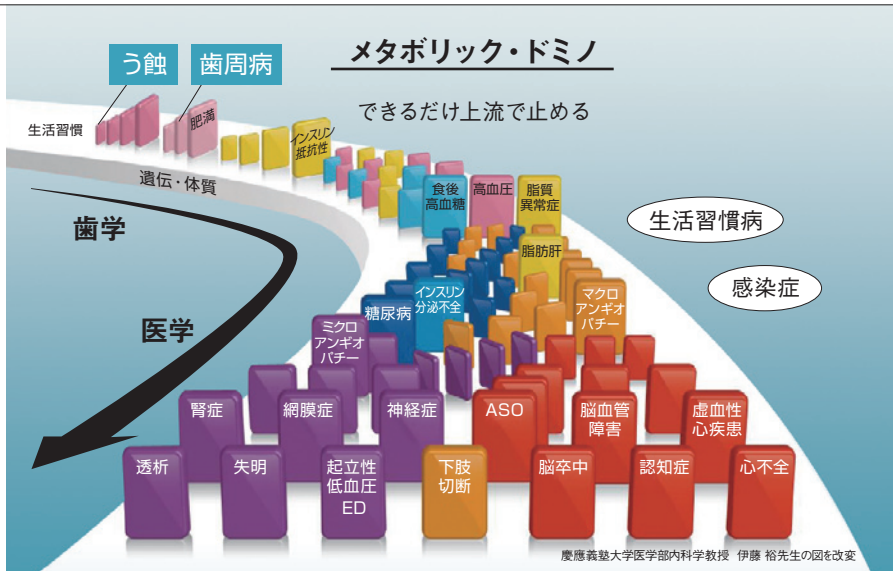 メタボリック・ドミノ
できるだけ上流で止める
う蝕
歯周病
生活習慣
肥満
インスリン
抵抗性
遺伝・体質
歯学
医学
食後
高血糖
高血圧
脂質
異常症
生活習慣病
感染症
脂肪肝
糖尿病
インスリン
分泌不全
マクロ
アンギオ
パチー
ミクロ
アンギオ
パチー
腎症
網膜症
神経症
ASO
脳血管
障害
虚血性
心疾患
透析
失明
起立性
低血圧
ED
下肢
切断
脳卒中
認知症
心不全
慶應義塾大学医学部内科学教授 伊藤 裕先生の図を改変